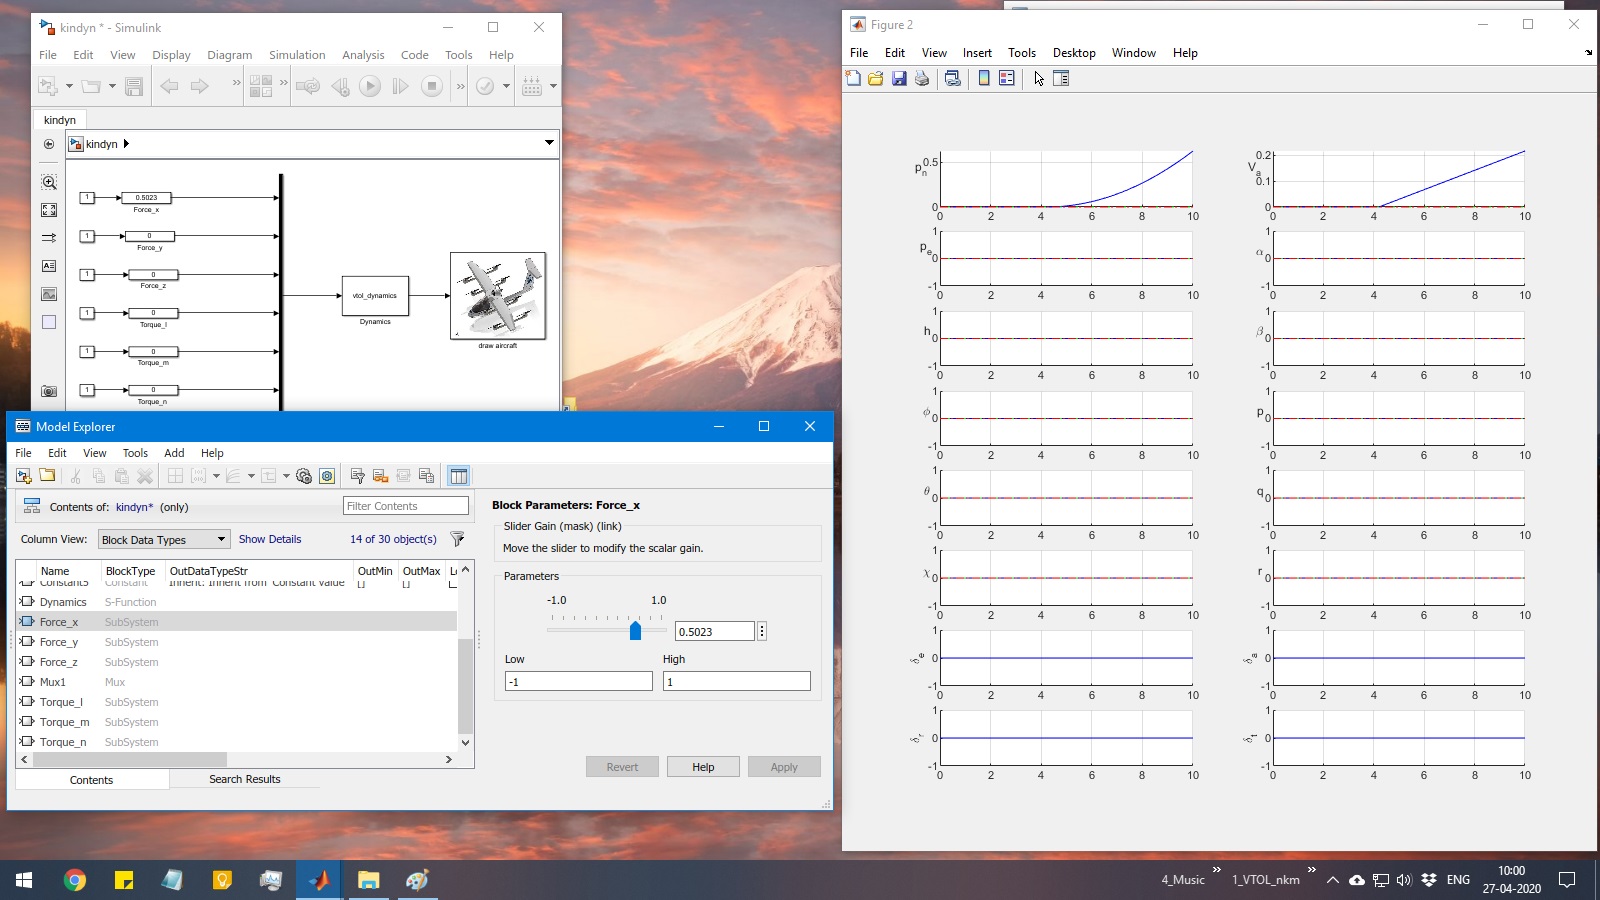 kindyn * - Simulink
File Edit View Display Diagram Simulation Analysis Code Tools Help
kindyn
kindyn
1 0.5023
Force_x
1 0
Force_y
1 0
Force_z
1 0
Torque_l
1 0
Torque_m
1 0
Torque_n
vtol_dynamics
Dynamics
draw aircraft
Model Explorer
File Edit View Tools Add Help
Contents of: kindyn* (only)
Filter Contents
Column View: Block Data Types Show Details 14 of 30 object(s)
Name BlockType OutDataTypeStr OutMin OutMax
Constant5 Constant Inherit: Inherit from 'Constant value' [] []
Dynamics S-Function
Force_x SubSystem
Force_y SubSystem
Force_z SubSystem
Mux1 Mux
Torque_l SubSystem
Torque_m SubSystem
Torque_n SubSystem
Contents Search Results
Block Parameters: Force_x
Slider Gain (mask) (link)
Move the slider to modify the scalar gain.
Parameters
-1.0 1.0
0.5023
Low High
-1 1
Revert Help Apply
Figure 2
File Edit View Insert Tools Desktop Window Help
pn 0.5 0
0 2 4 6 8 10
Va 0.2 0.1 0
0 2 4 6 8 10
pe 1 0 -1
0 2 4 6 8 10
α 1 0 -1
0 2 4 6 8 10
h 1 0 -1
0 2 4 6 8 10
β 1 0 -1
0 2 4 6 8 10
ϕ 1 0 -1
0 2 4 6 8 10
p 1 0 -1
0 2 4 6 8 10
θ 1 0 -1
0 2 4 6 8 10
q 1 0 -1
0 2 4 6 8 10
χ 1 0 -1
0 2 4 6 8 10
r 1 0 -1
0 2 4 6 8 10
δe 1 0 -1
0 2 4 6 8 10
δa 1 0 -1
0 2 4 6 8 10
δr 1 0 -1
0 2 4 6 8 10
δt 1 0 -1
0 2 4 6 8 10
4_Music 1_VTOL_nkm ENG 10:00
27-04-2020